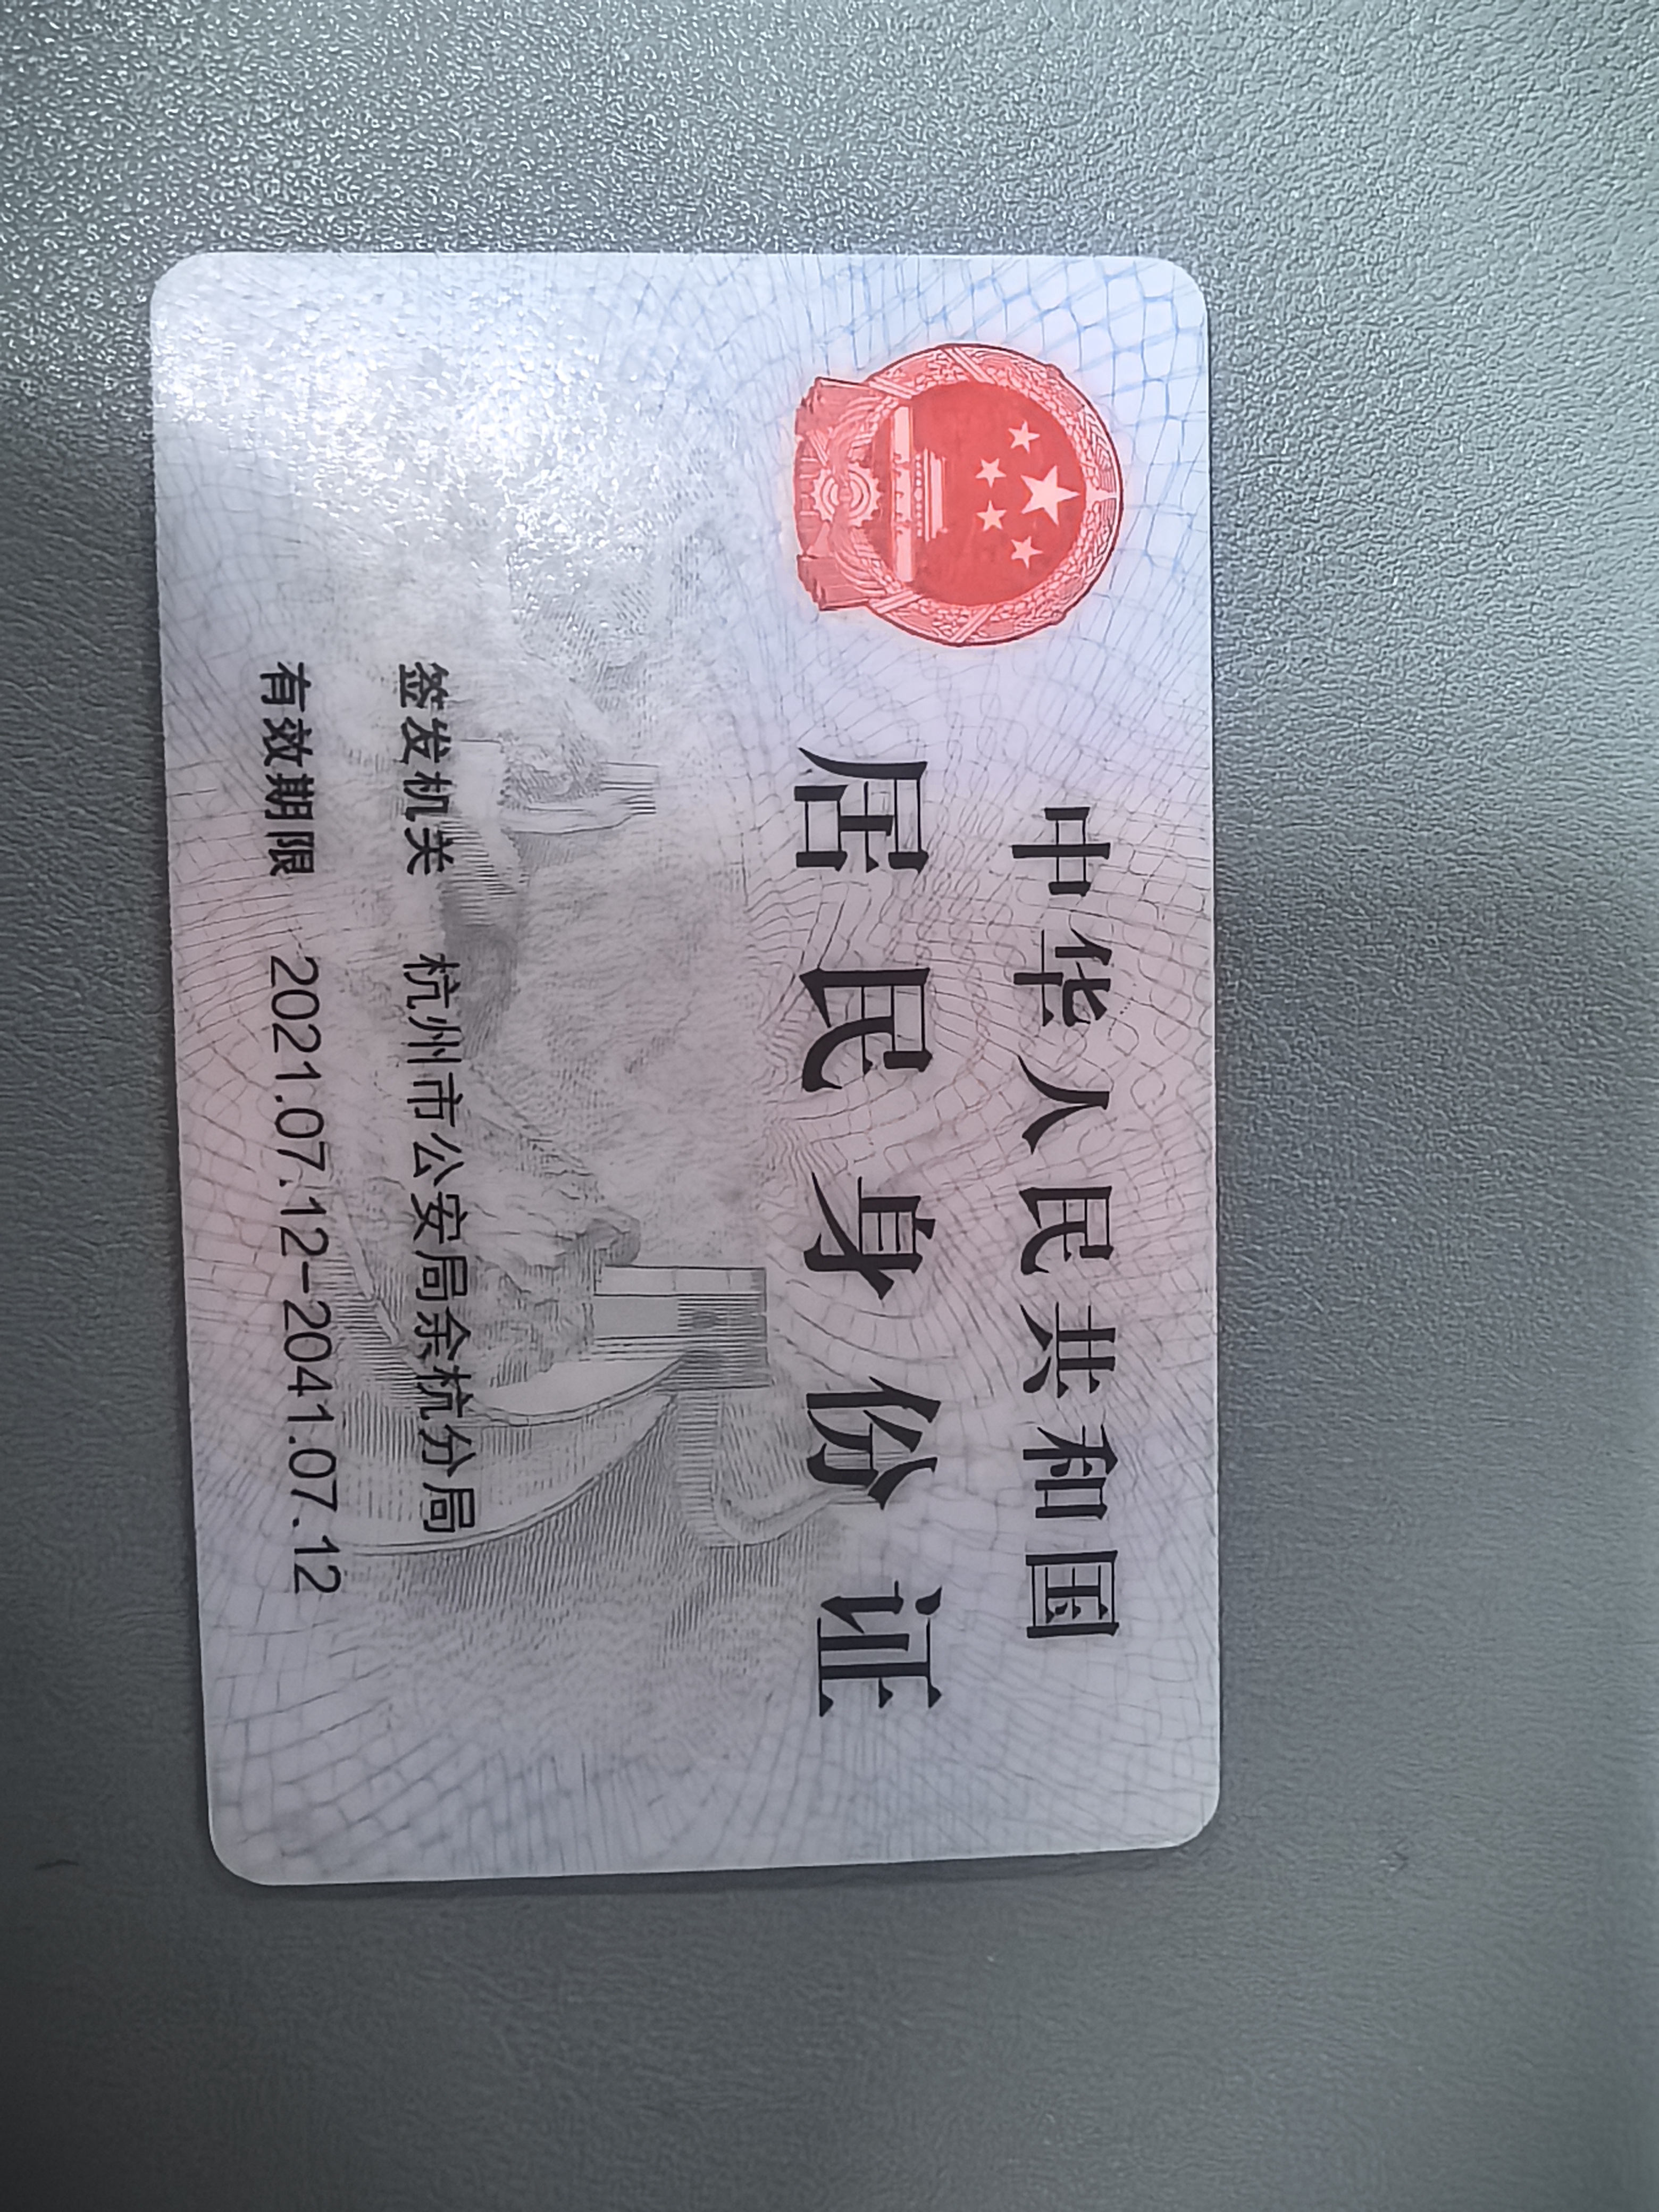 中华人民共和国
居民身份证
签发机关 杭州市公安局余杭分局
有效期限 2021.07.12-2041.07.12